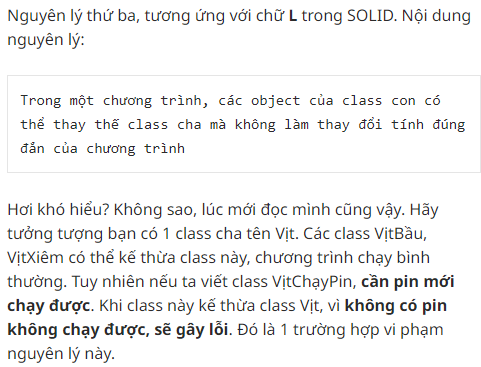 Nguyên lý thứ ba, tương ứng với chữ L trong SOLID. Nội dung
nguyên lý:
Trong một chương trình, các object của class con có
thể thay thế class cha mà không làm thay đổi tính đúng
đắn của chương trình
Hơi khó hiểu? Không sao, lúc mới đọc mình cũng vậy. Hãy
tưởng tượng bạn có 1 class cha tên Vịt. Các class VịtBầu,
VịtXiêm có thể kế thừa class này, chương trình chạy bình
thường. Tuy nhiên nếu ta viết class VịtChạyPin, cần pin mới
chạy được. Khi class này kế thừa class Vịt, vì không có pin
không chạy được, sẽ gây lỗi. Đó là 1 trường hợp vi phạm
nguyên lý này.